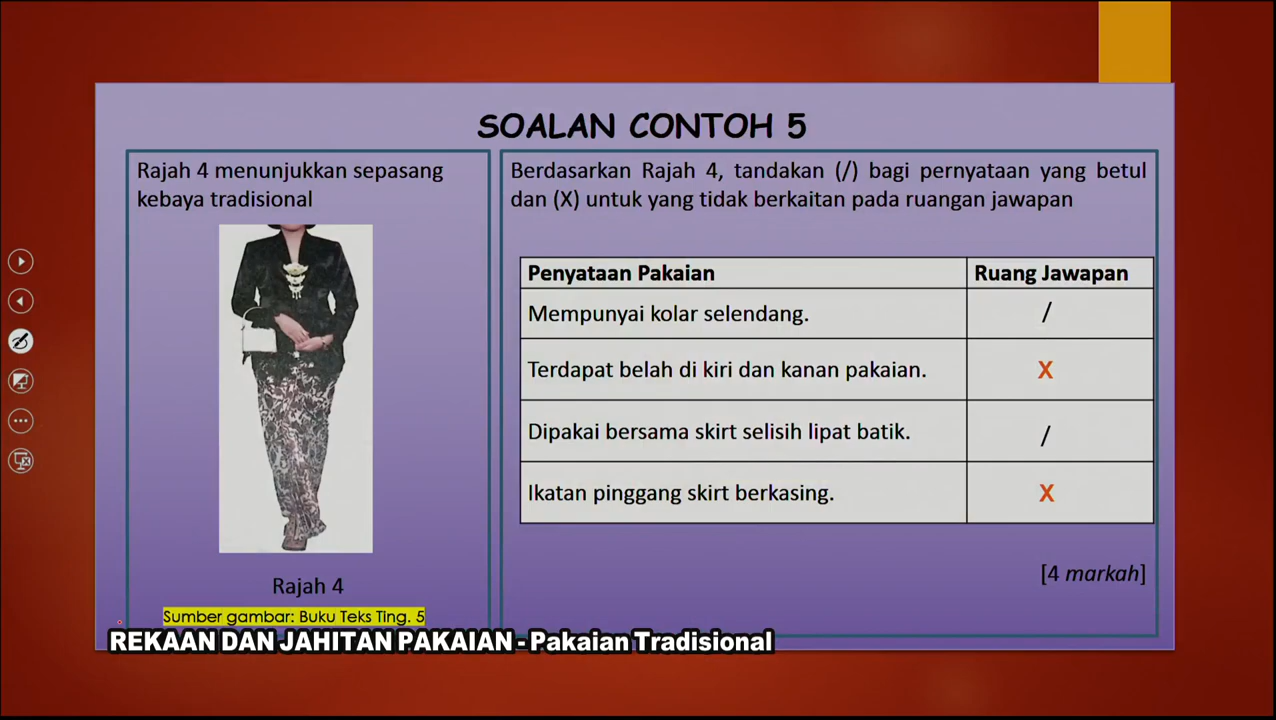 SOALAN CONTOH 5
Rajah 4 menunjukkan sepasang
kebaya tradisional
Rajah 4
Sumber gambar: Buku Teks Ting. 5
Berdasarkan Rajah 4, tandakan (/) bagi pernyataan yang betul
dan (X) untuk yang tidak berkaitan pada ruangan jawapan
Penyataan Pakaian Ruang Jawapan
Mempunyai kolar selendang. /
Terdapat belah di kiri dan kanan pakaian. X
Dipakai bersama skirt selisih lipat batik. /
Ikatan pinggang skirt berkasing. X
[4 markah]
REKAAN DAN JAHITAN PAKAIAN - Pakaian Tradisional